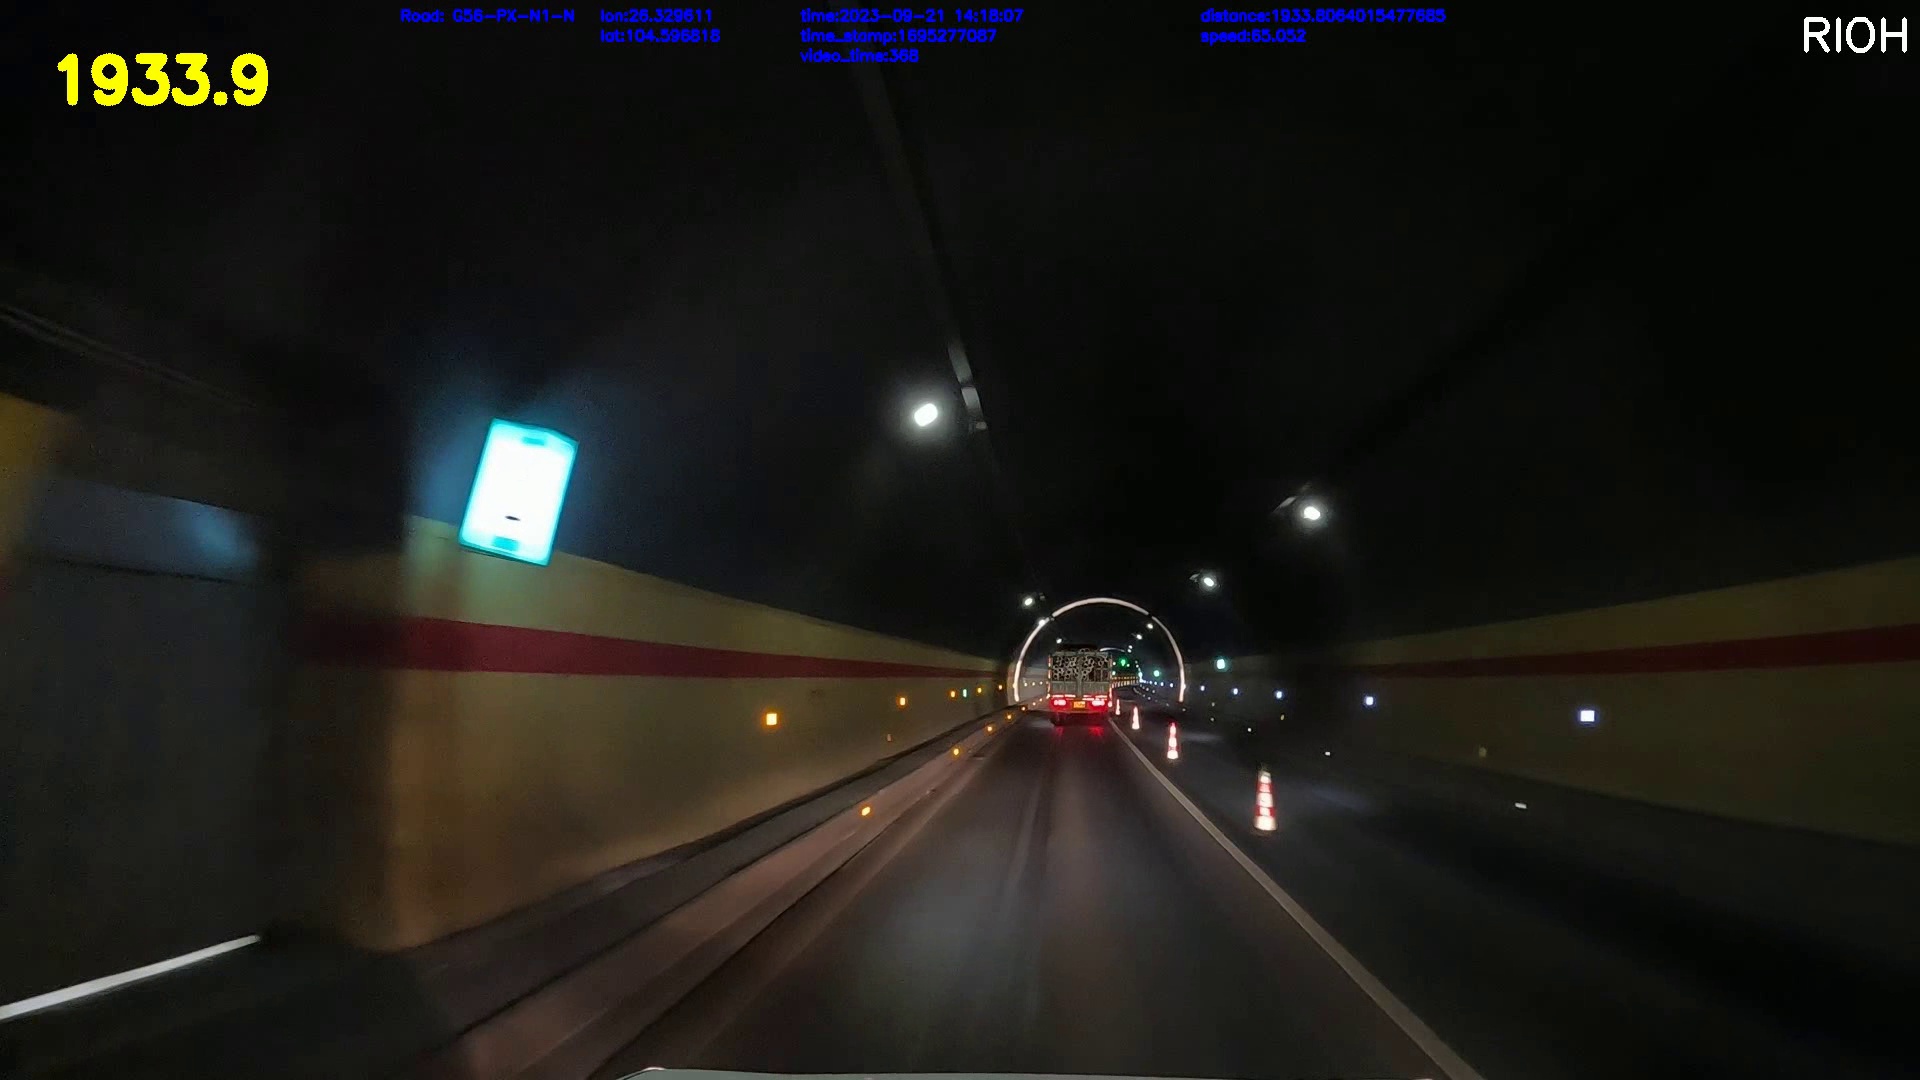 Road: G56-PX-N1-N lon:26.329611 time:2023-09-21 14:18:07 distance:1933.8064015477685
lat:104.596818 time_stamp:1695277087 speed:65.052
video_time:368
RIOH
1933.9